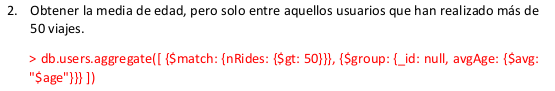 2. Obtener la media de edad, pero solo entre aquellos usuarios que han realizado más de
50 viajes.
> db.users.aggregate([ {$match: {nRides: {$gt: 50}}}, {$group: {_id: null, avgAge: {$avg:
"$age"}}} ])